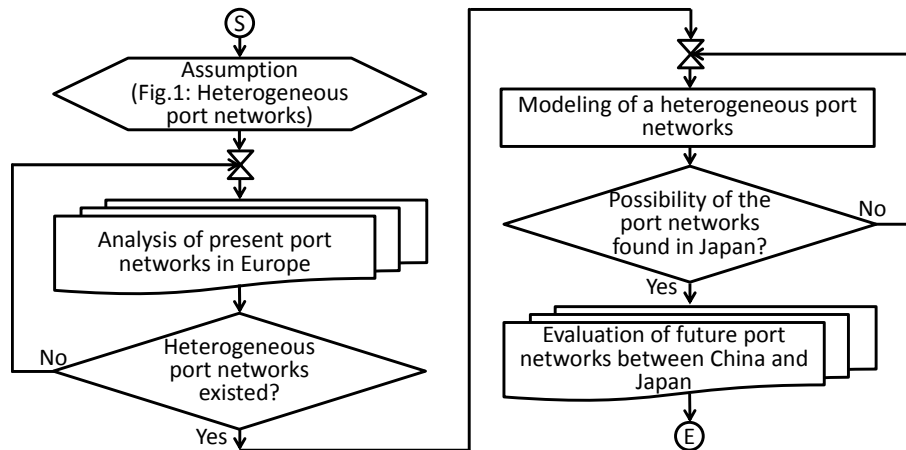 S
Assumption
(Fig.1: Heterogeneous
port networks)
Analysis of present port
networks in Europe
Heterogeneous
port networks
existed?
No
Yes
Modeling of a heterogeneous port
networks
Possibility of the
port networks
found in Japan?
No
Yes
Evaluation of future port
networks between China and
Japan
E